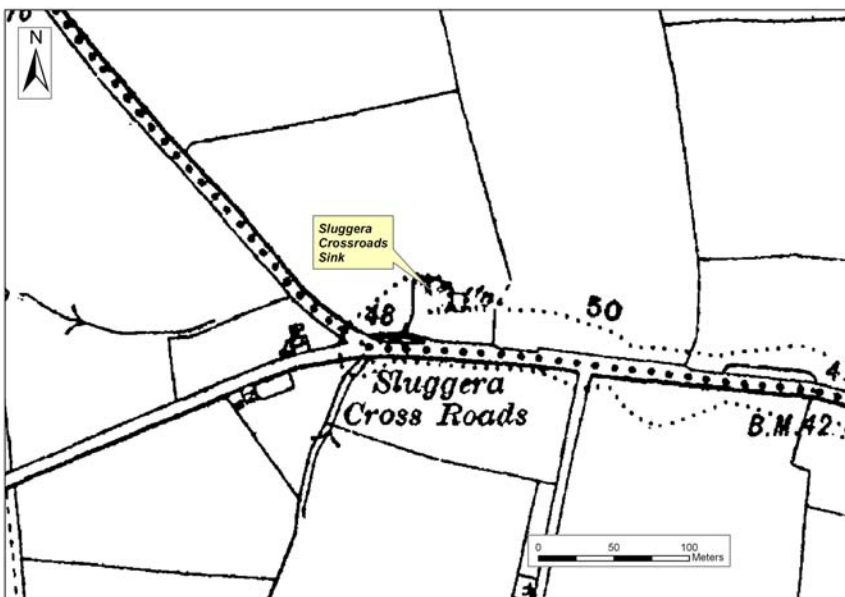 N
Sluggera
Crossroads
Sink
48
50
Sluggera
Cross Roads
B.M.42
0 50 100
Meters